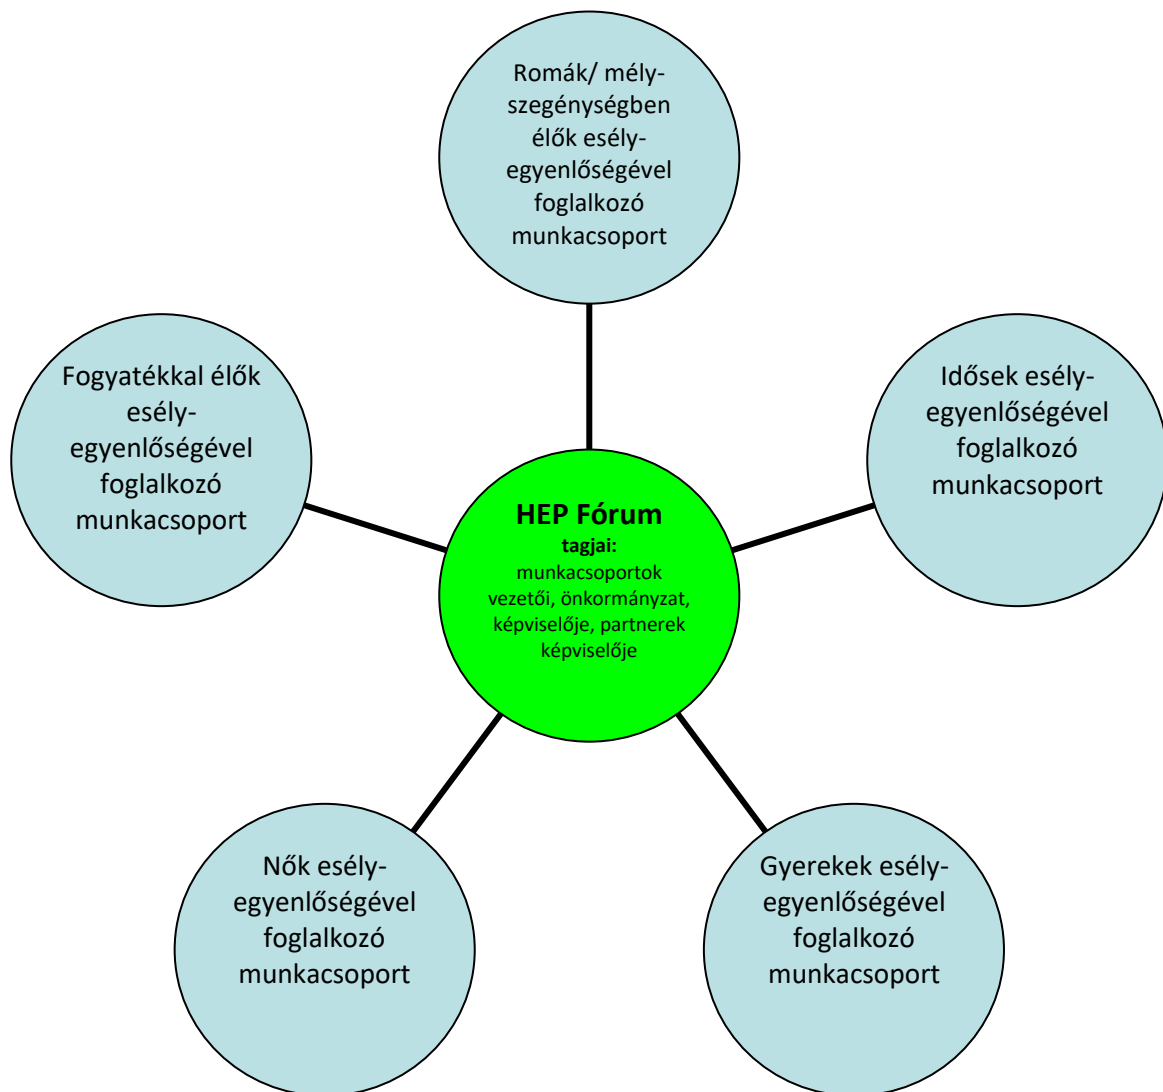 Romák/ mély-
szegénységben
élők esély-
egyenlőségével
foglalkozó
munkacsoport
Fogyatékkal élők
esély-
egyenlőségével
foglalkozó
munkacsoport
Idősek esély-
egyenlőségével
foglalkozó
munkacsoport
HEP Fórum
tagjai:
munkacsoportok
vezetői, önkormányzat,
képviselője, partnerek
képviselője
Nők esély-
egyenlőségével
foglalkozó
munkacsoport
Gyerekek esély-
egyenlőségével
foglalkozó
munkacsoport